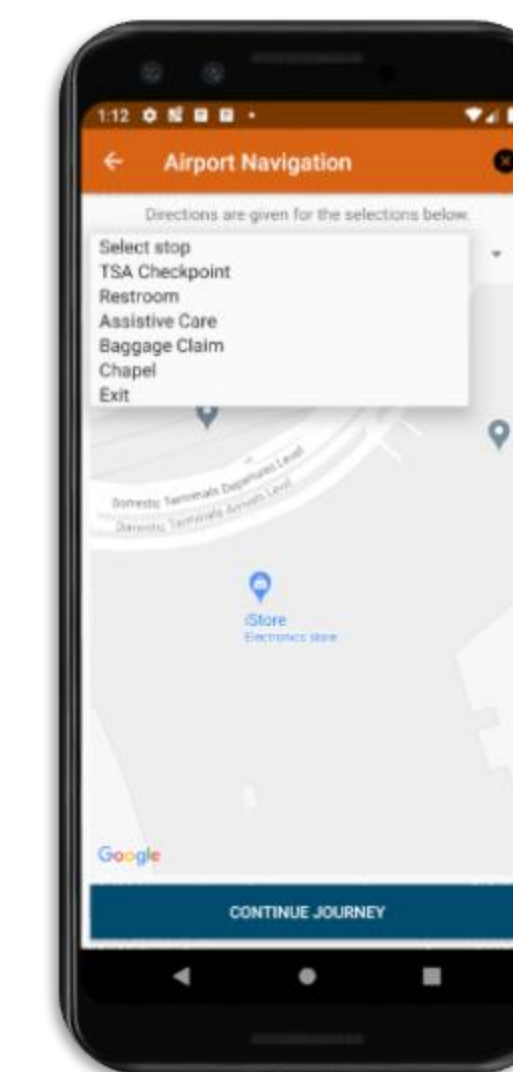 1:12
Airport Navigation
Directions are given for the selections below.
Select stop
TSA Checkpoint
Restroom
Assistive Care
Baggage Claim
Chapel
Exit
Domestic Terminals Departures Level
Domestic Terminals Arrivals Level
iStore
Electronics store
Google
CONTINUE JOURNEY